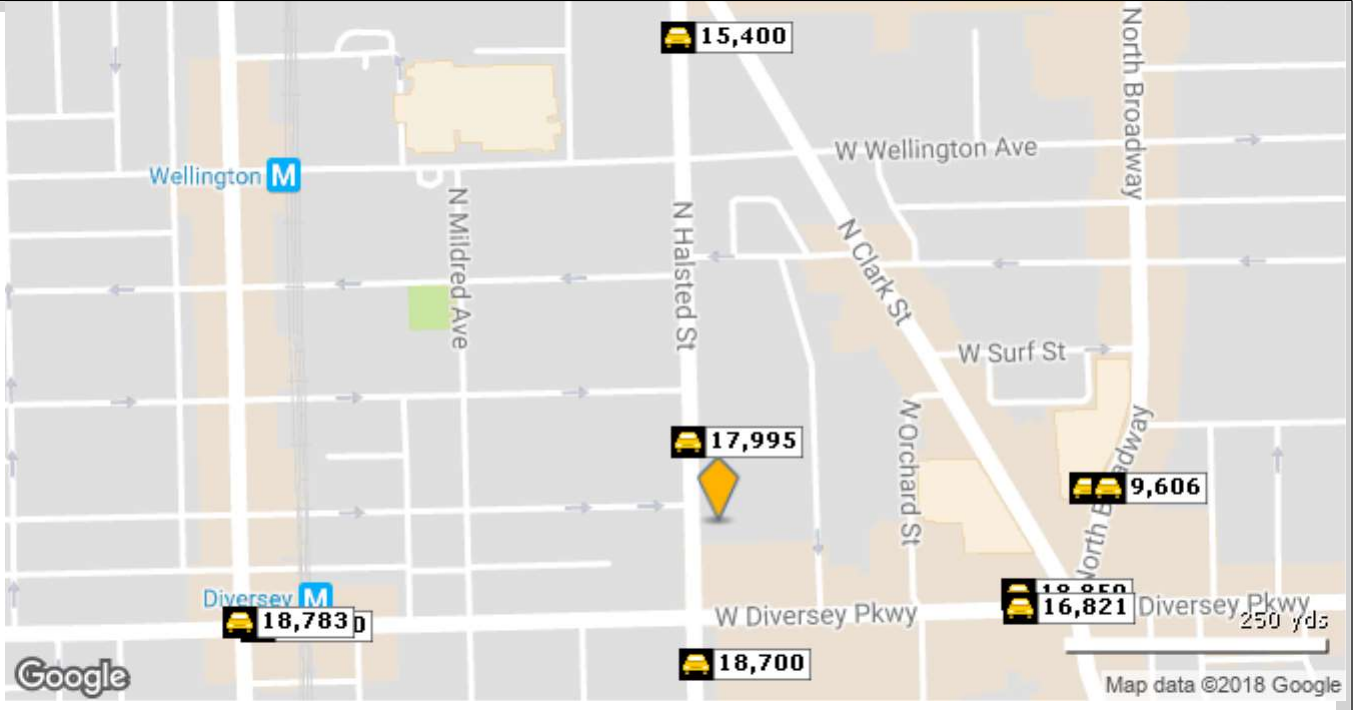 15,400
North Broadway
W Wellington Ave
Wellington M
N Mildred Ave
N Halsted St
N Clark St
W Surf St
17,995
N Orchard St
9,606
North Broadway
Diversey M
18,850
16,821
Diversey Pkwy
W Diversey Pkwy
18,783
250 yds
18,700
Google
Map data ©2018 Google